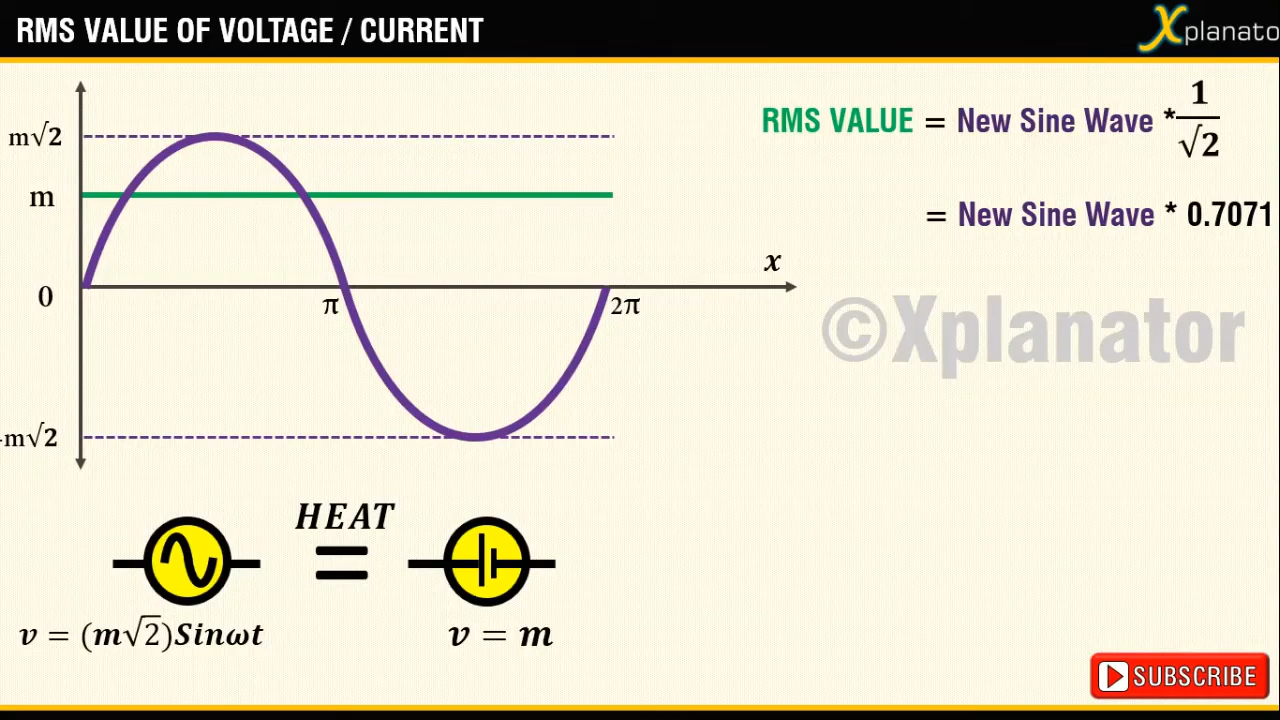 RMS VALUE OF VOLTAGE / CURRENT
Xplanato
m√2
m
0
π
2π
x
-m√2
RMS VALUE = New Sine Wave * 1/√2
= New Sine Wave * 0.7071
©Xplanator
HEAT
=
v = (m√2)Sinωt
v = m
SUBSCRIBE